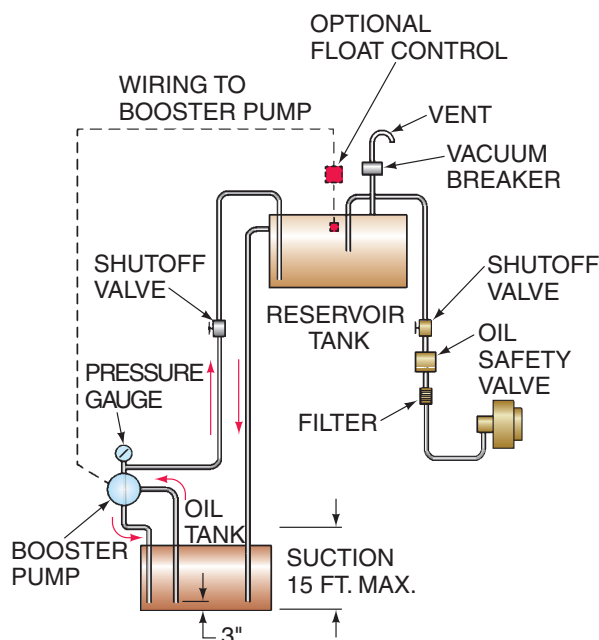 OPTIONAL
FLOAT CONTROL
WIRING TO
BOOSTER PUMP
VENT
VACUUM
BREAKER
SHUTOFF
VALVE
RESERVOIR
TANK
SHUTOFF
VALVE
OIL
SAFETY
VALVE
PRESSURE
GAUGE
FILTER
OIL
TANK
BOOSTER
PUMP
SUCTION
15 FT. MAX.
3"